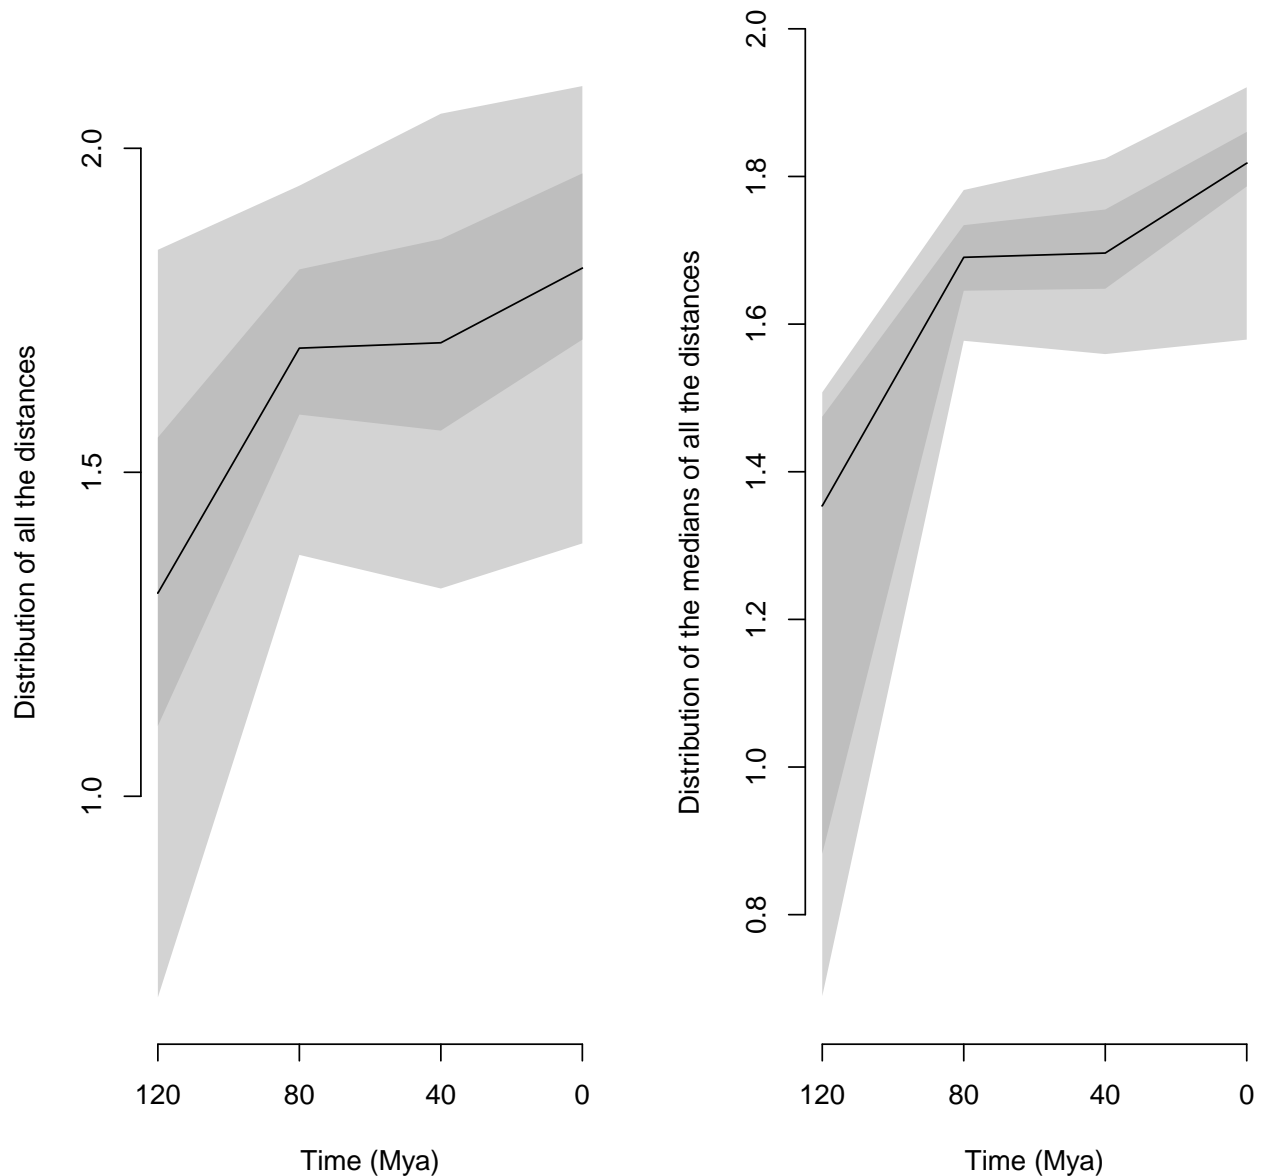 Distribution of all the distances
2.0
1.5
1.0
120 80 40 0
Time (Mya)
Distribution of the medians of all the distances
2.0
1.8
1.6
1.4
1.2
1.0
0.8
120 80 40 0
Time (Mya)